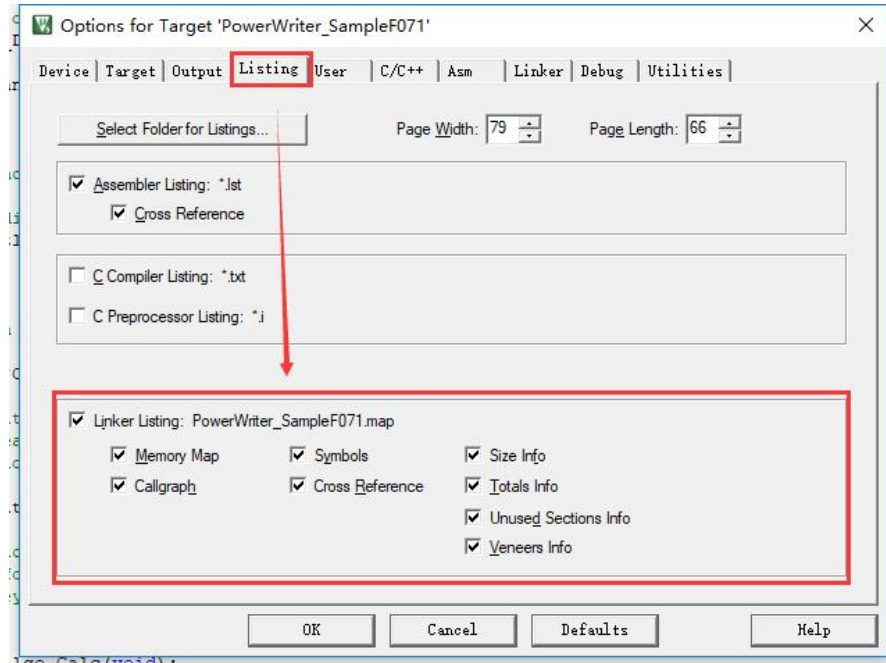 Options for Target 'PowerWriter_SampleF071'
Device Target Output Listing User C/C++ Asm Linker Debug Utilities
Select Folder for Listings... Page Width: 79 Page Length: 66
Assembler Listing: *.lst
Cross Reference
C Compiler Listing: *.txt
C Preprocessor Listing: *.i
Linker Listing: PowerWriter_SampleF071.map
Memory Map Symbols Size Info
Callgraph Cross Reference Totals Info
Unused Sections Info
Veneers Info
OK Cancel Defaults Help
Calc(void);